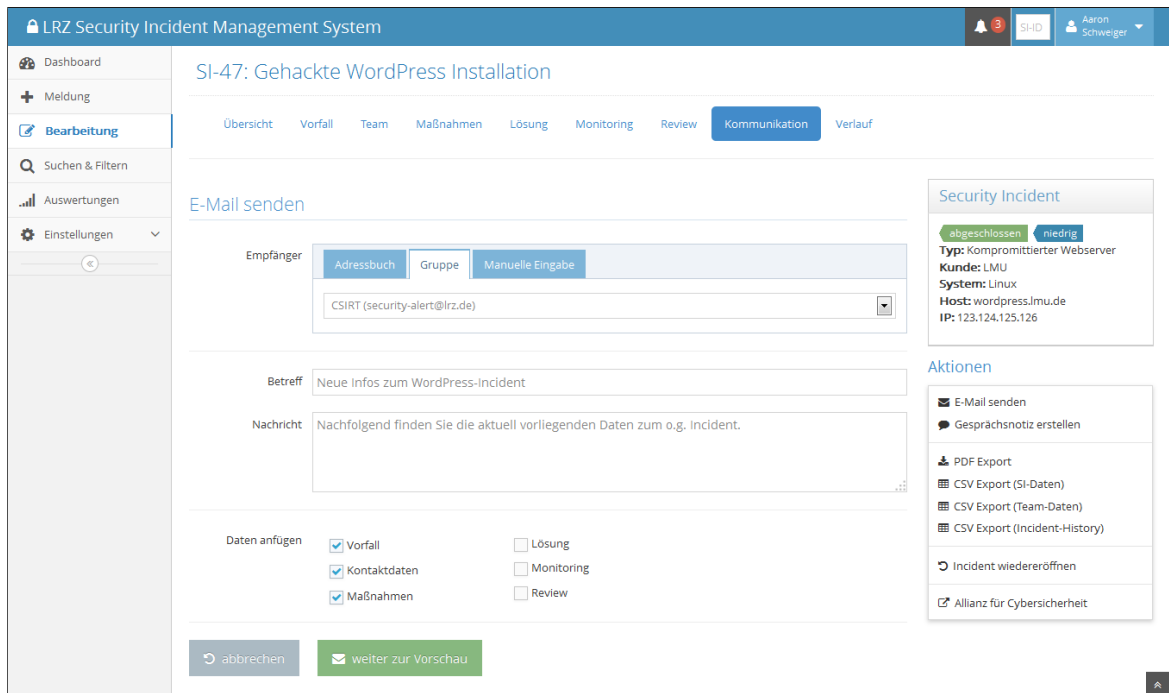 LRZ Security Incident Management System
3
SI-ID
Aaron
Schweiger
Dashboard
Meldung
Bearbeitung
Suchen & Filtern
Auswertungen
Einstellungen
SI-47: Gehackte WordPress Installation
Übersicht Vorfall Team Maßnahmen Lösung Monitoring Review Kommunikation Verlauf
E-Mail senden
Empfänger
Adressbuch Gruppe Manuelle Eingabe
CSIRT (security-alert@lrz.de)
Betreff Neue Infos zum WordPress-Incident
Nachricht Nachfolgend finden Sie die aktuell vorliegenden Daten zum o.g. Incident.
Daten anfügen
Vorfall Lösung
Kontaktdaten Monitoring
Maßnahmen Review
abbrechen weiter zur Vorschau
Security Incident
abgeschlossen niedrig
Typ: Kompromittierter Webserver
Kunde: LMU
System: Linux
Host: wordpress.lmu.de
IP: 123.124.125.126
Aktionen
E-Mail senden
Gesprächsnotiz erstellen
PDF Export
CSV Export (SI-Daten)
CSV Export (Team-Daten)
CSV Export (Incident-History)
Incident wiedereröffnen
Allianz für Cybersicherheit